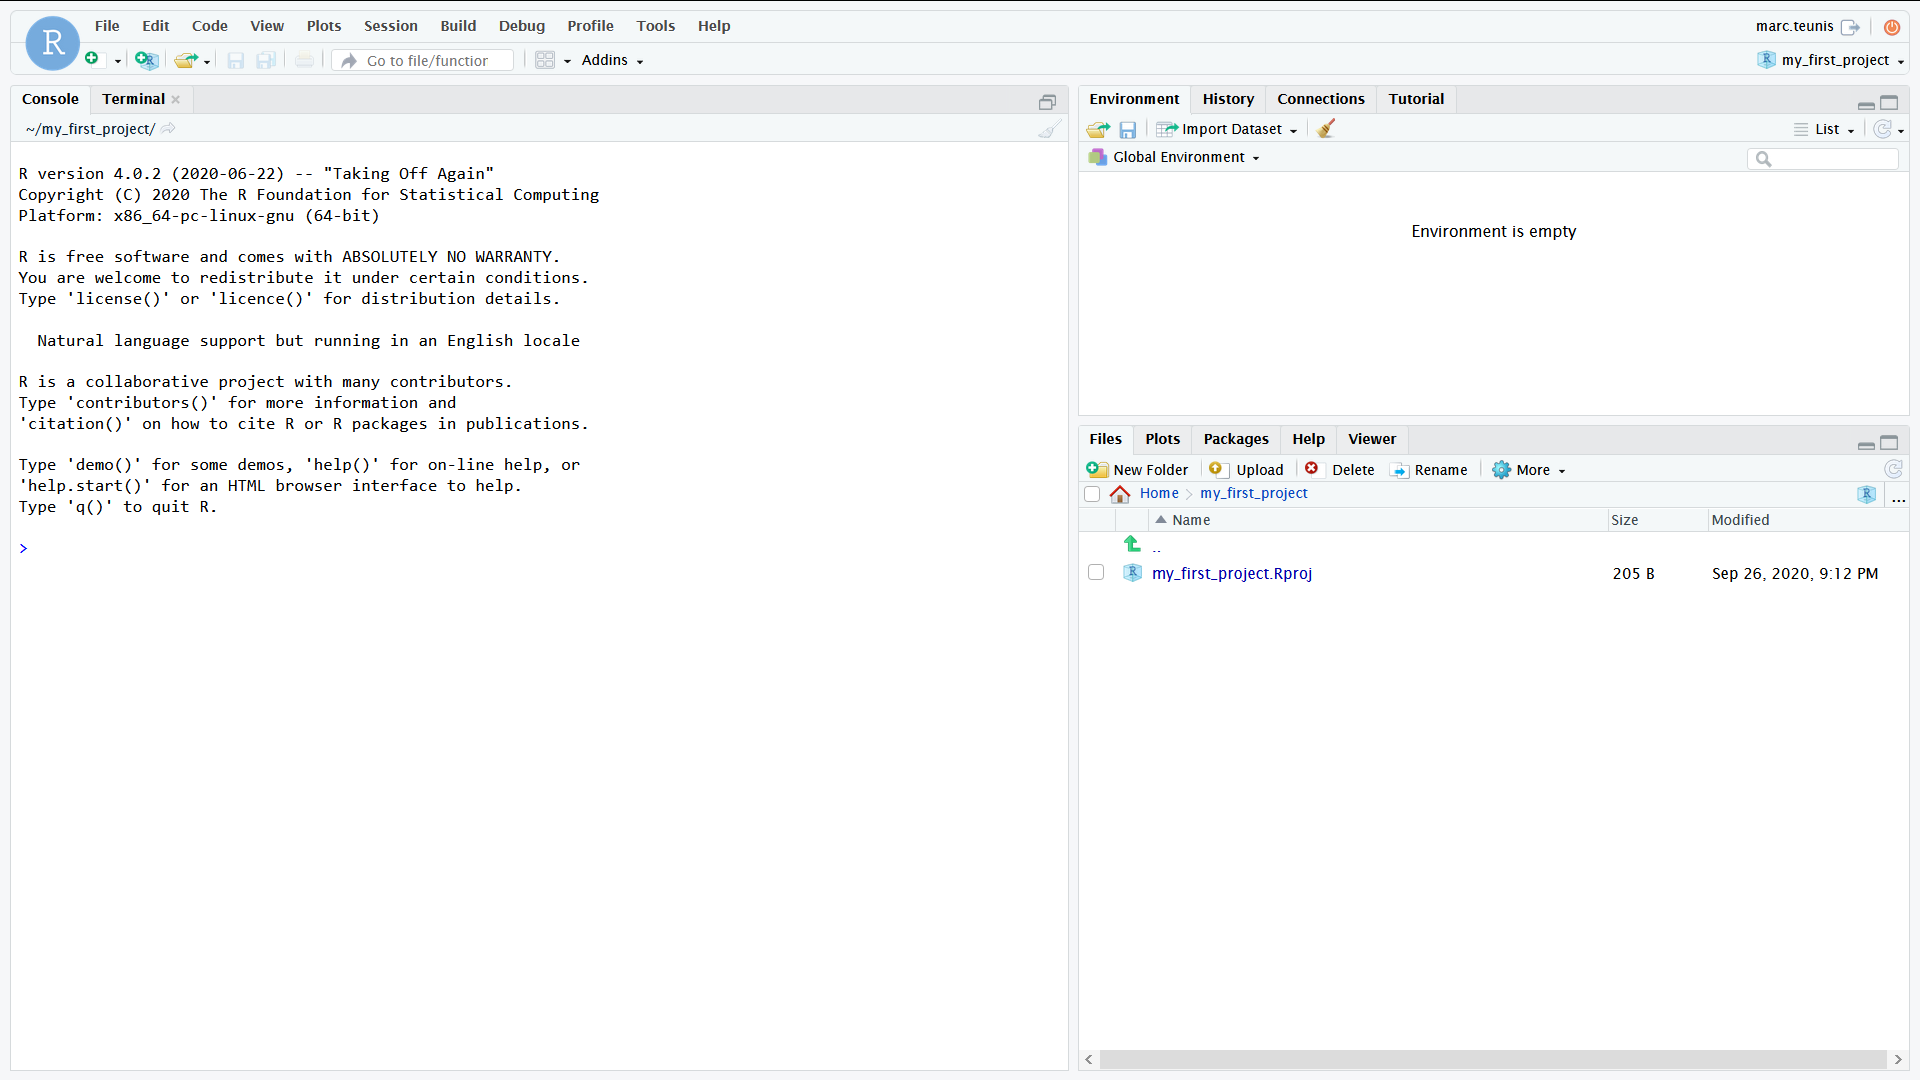 R
File Edit Code View Plots Session Build Debug Profile Tools Help
marc.teunis
Go to file/functior
Addins
my_first_project
Console Terminal
~/my_first_project/
R version 4.0.2 (2020-06-22) -- "Taking Off Again"
Copyright (C) 2020 The R Foundation for Statistical Computing
Platform: x86_64-pc-linux-gnu (64-bit)
R is free software and comes with ABSOLUTELY NO WARRANTY.
You are welcome to redistribute it under certain conditions.
Type 'license()' or 'licence()' for distribution details.
Natural language support but running in an English locale
R is a collaborative project with many contributors.
Type 'contributors()' for more information and
'citation()' on how to cite R or R packages in publications.
Type 'demo()' for some demos, 'help()' for on-line help, or
'help.start()' for an HTML browser interface to help.
Type 'q()' to quit R.
>
Environment History Connections Tutorial
Import Dataset List
Global Environment
Environment is empty
Files Plots Packages Help Viewer
New Folder Upload Delete Rename More
Home my_first_project R ...
Name Size Modified
..
my_first_project.Rproj 205 B Sep 26, 2020, 9:12 PM